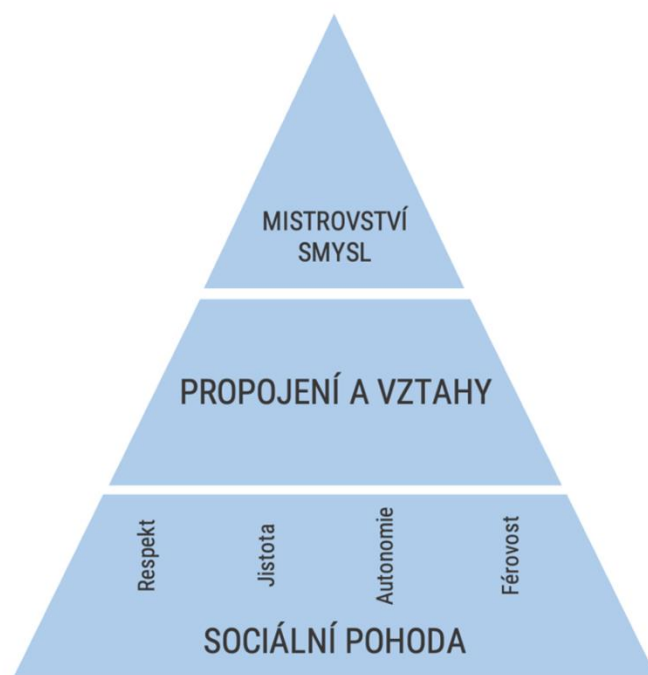 MISTROVSTVÍ
SMYSL
PROPOJENÍ A VZTAHY
Respekt
Jistota
Autonomie
Férovost
SOCIÁLNÍ POHODA